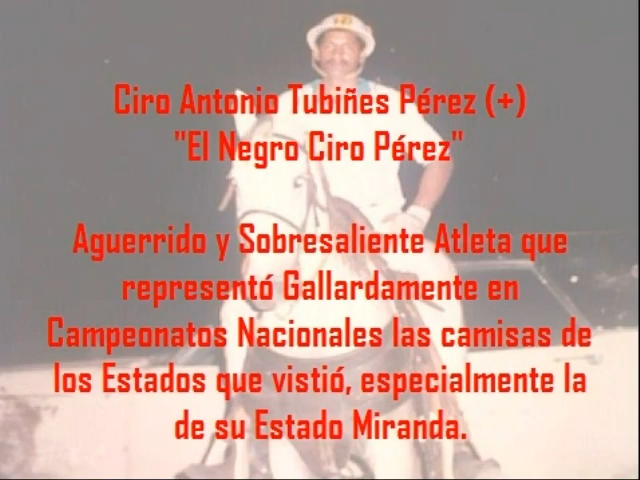 Ciro Antonio Tubiñes Pérez (+)
"El Negro Ciro Pérez"
Aguerrido y Sobresaliente Atleta que
representó Gallardamente en
Campeonatos Nacionales las camisas de
los Estados que vistió, especialmente la
de su Estado Miranda.